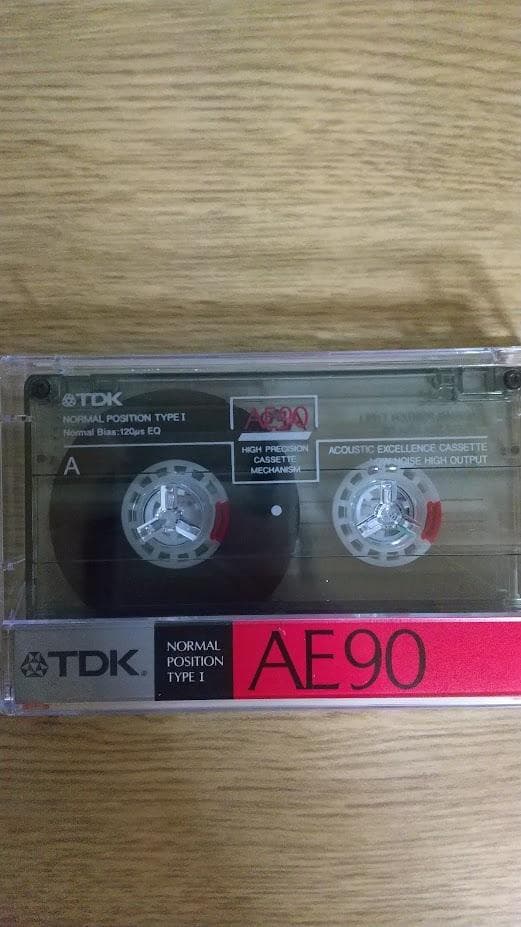 TDK
NORMAL POSITION TYPE I
Normal Bias:120µs EQ
AE90
A
HIGH PRECISION
CASSETTE
MECHANISM
ACOUSTIC EXCELLENCE CASSETTE
NOISE HIGH OUTPUT
TDK®
NORMAL
POSITION
TYPE I
AE90